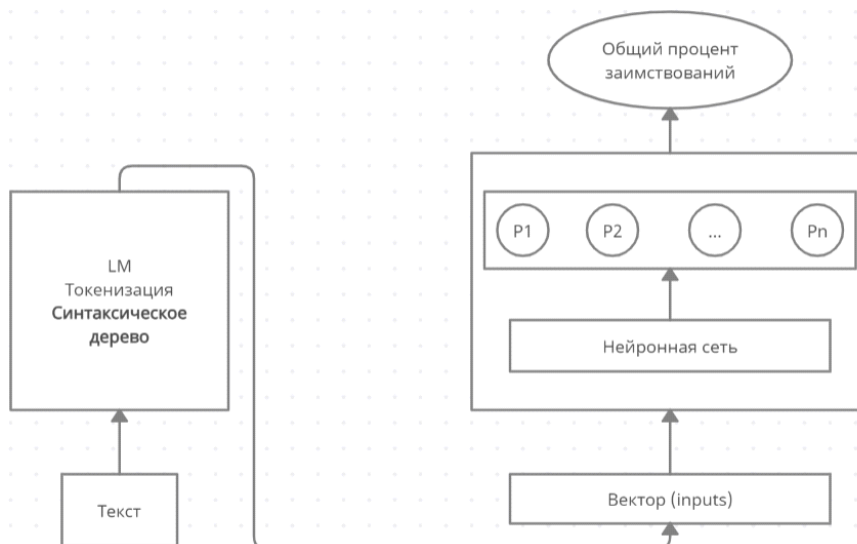 Общий процент
заимствований
P1
P2
...
Pn
LM
Токенизация
Синтаксическое
дерево
Нейронная сеть
Текст
Вектор (inputs)